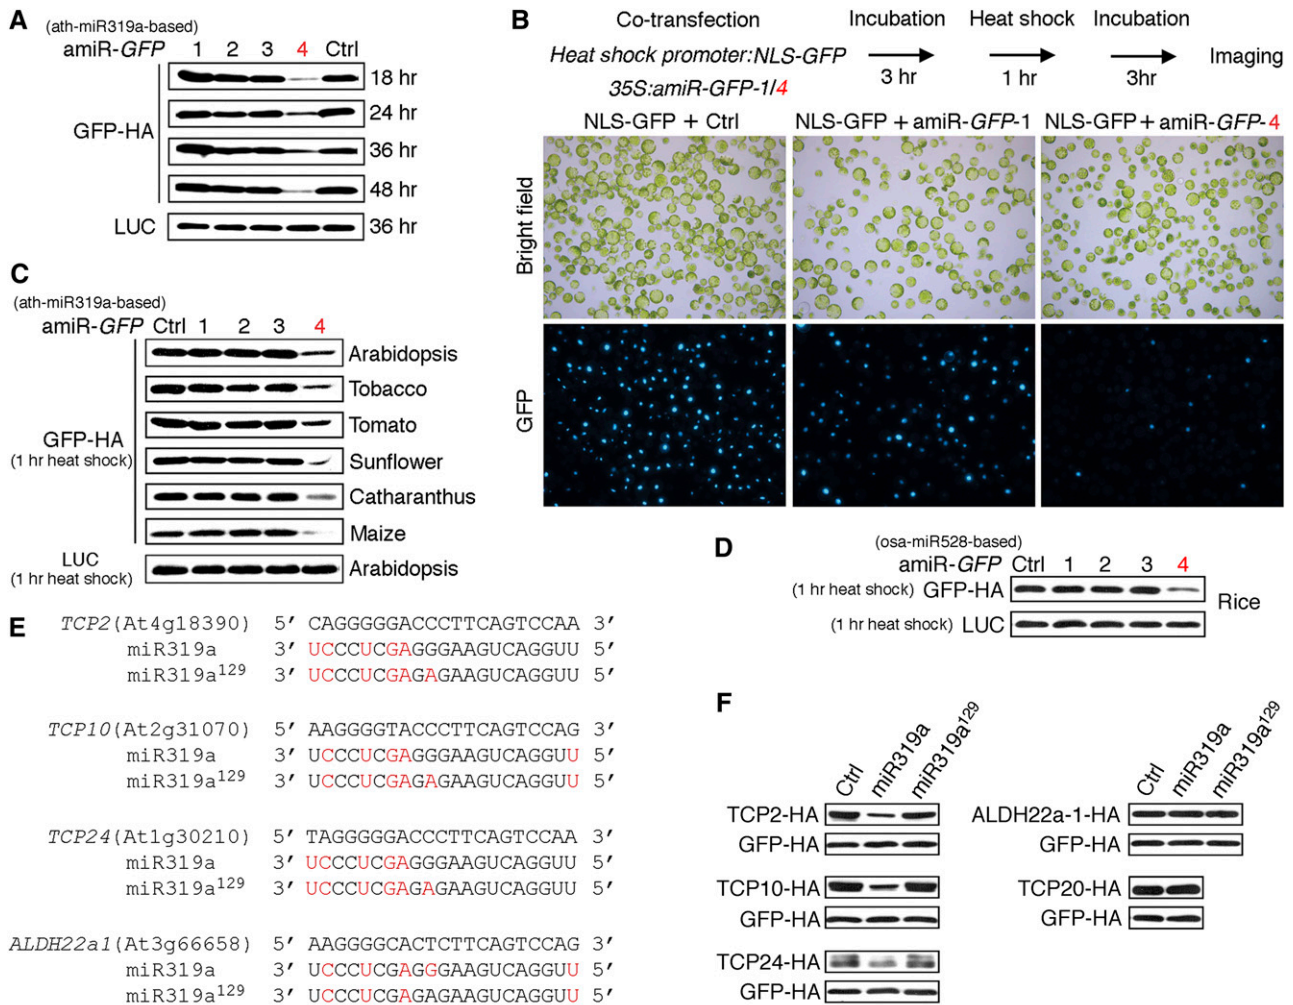 A
(ath-miR319a-based)
amiR-GFP 1 2 3 4 Ctrl
GFP-HA
18 hr
24 hr
36 hr
48 hr
LUC 36 hr
B
Co-transfection Incubation Heat shock Incubation
Heat shock promoter:NLS-GFP Imaging
3 hr 1 hr 3hr
35S:amiR-GFP-1/4
NLS-GFP + Ctrl NLS-GFP + amiR-GFP-1 NLS-GFP + amiR-GFP-4
Bright field
GFP
C
(ath-miR319a-based)
amiR-GFP Ctrl 1 2 3 4
GFP-HA
(1 hr heat shock)
Arabidopsis
Tobacco
Tomato
Sunflower
Catharanthus
Maize
LUC
(1 hr heat shock)
Arabidopsis
D
(osa-miR528-based)
amiR-GFP Ctrl 1 2 3 4
(1 hr heat shock) GFP-HA
Rice
(1 hr heat shock) LUC
E
TCP2(At4g18390) 5′ CAGGGGGACCCTTCAGTCCAA 3′
miR319a 3′ UCCCUCGAGGGAAGUCAGGUU 5′
miR319a129 3′ UCCCUCGAGAGAAGUCAGGUU 5′
TCP10(At2g31070) 5′ AAGGGGTACCCTTCAGTCCAG 3′
miR319a 3′ UCCCUCGAGGGAAGUCAGGUU 5′
miR319a129 3′ UCCCUCGAGAGAAGUCAGGUU 5′
TCP24(At1g30210) 5′ TAGGGGGACCCTTCAGTCCAA 3′
miR319a 3′ UCCCUCGAGGGAAGUCAGGUU 5′
miR319a129 3′ UCCCUCGAGAGAAGUCAGGUU 5′
ALDH22a1(At3g66658) 5′ AAGGGGCACTCTTCAGTCCAG 3′
miR319a 3′ UCCCUCGAGGGAAGUCAGGUU 5′
miR319a129 3′ UCCCUCGAGAGAAGUCAGGUU 5′
F
Ctrl miR319a miR319a129
TCP2-HA
GFP-HA
TCP10-HA
GFP-HA
TCP24-HA
GFP-HA
Ctrl miR319a miR319a129
ALDH22a-1-HA
GFP-HA
TCP20-HA
GFP-HA